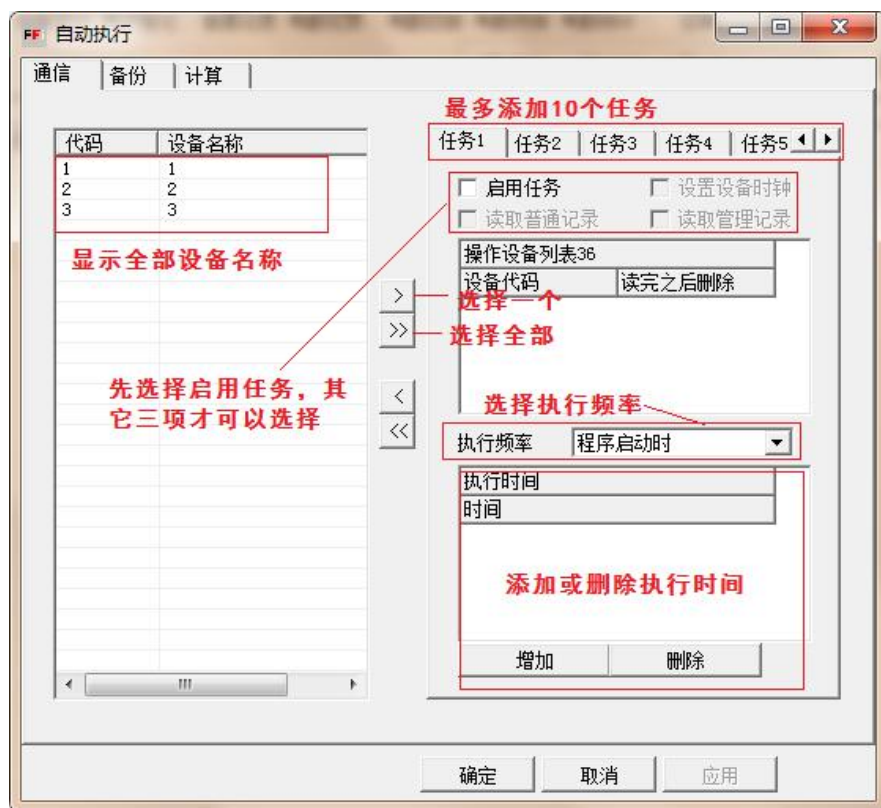 FF 自动执行
通信 备份 计算
最多添加10个任务
代码 设备名称
1 1
2 2
3 3
显示全部设备名称
任务1 任务2 任务3 任务4 任务5
启用任务 设置设备时钟
读取普通记录 读取管理记录
操作设备列表36
设备代码 读完之后删除
> 选择一个
>> 选择全部
先选择启用任务，其
它三项才可以选择
<
<<
选择执行频率
执行频率 程序启动时
执行时间
时间
添加或删除执行时间
增加 删除
确定 取消 应用